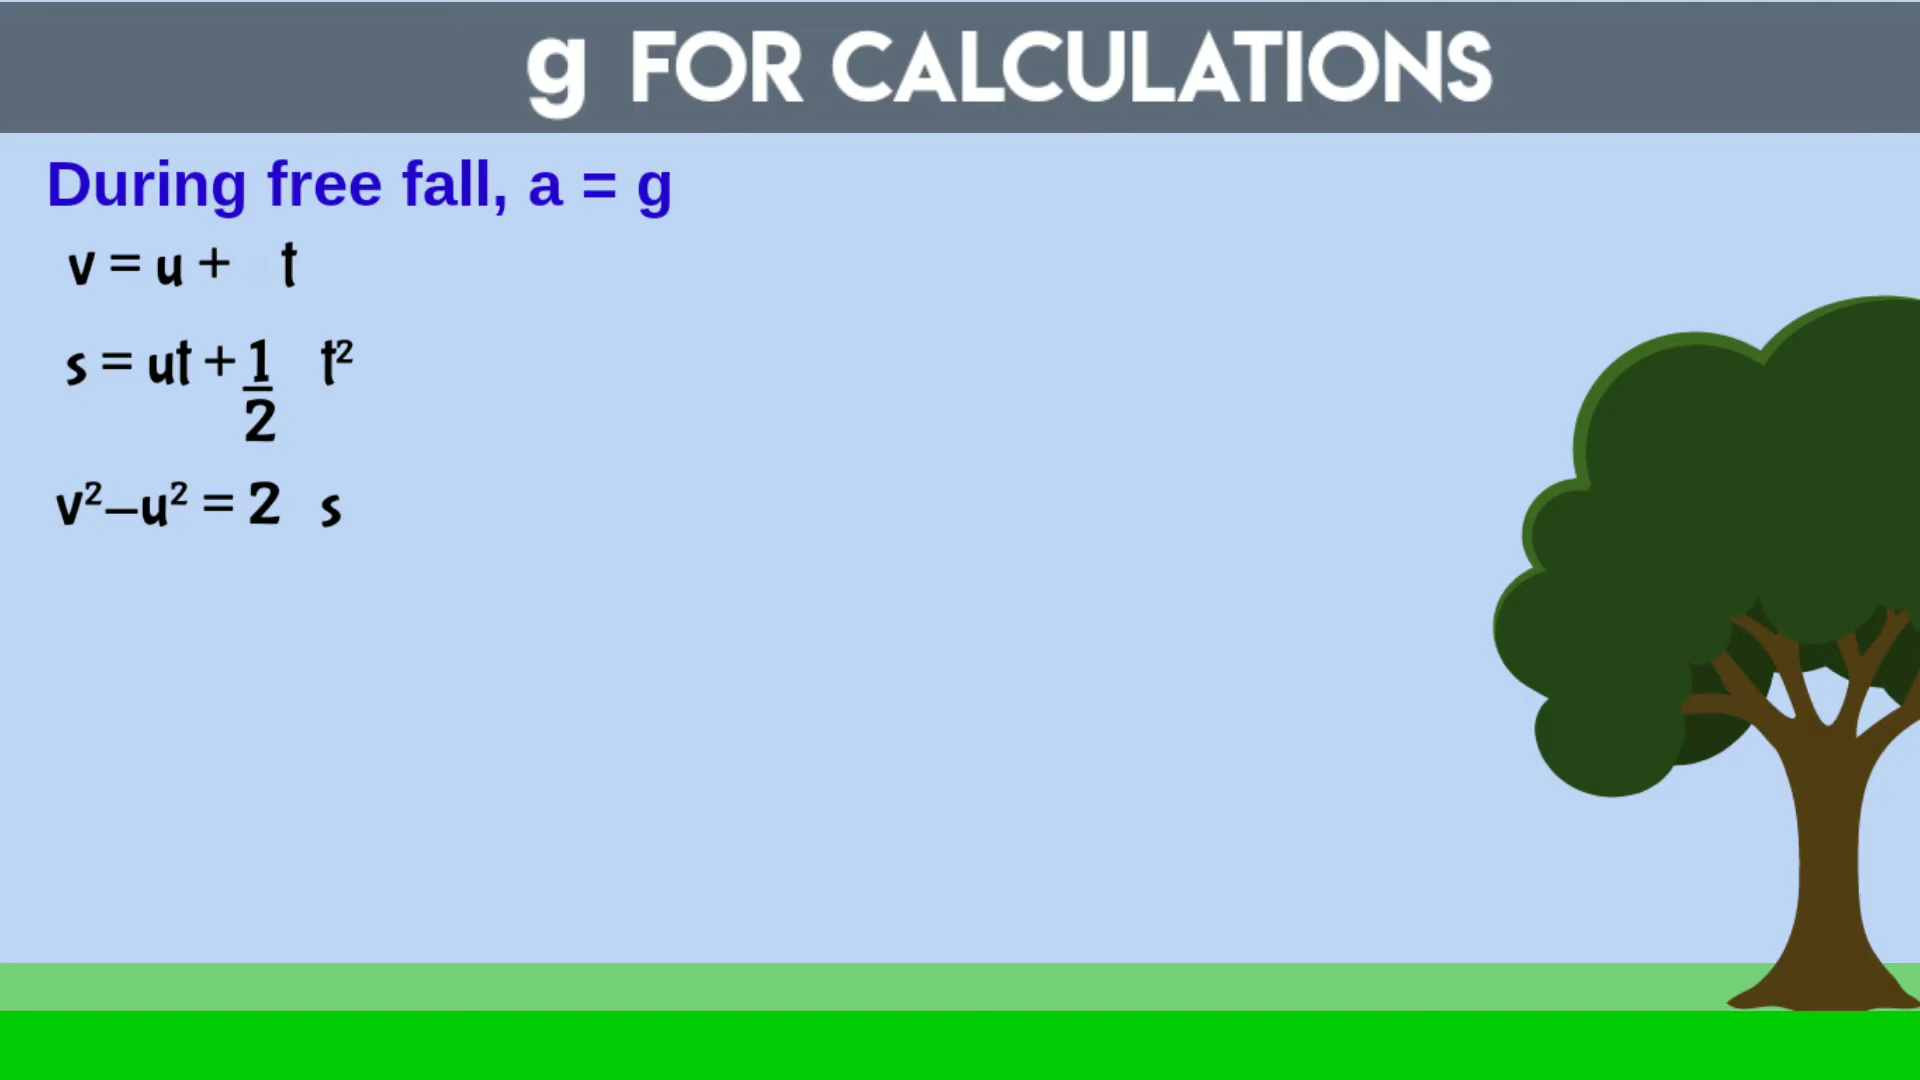 g FOR CALCULATIONS
During free fall, a = g
v = u + t
s = ut + 1/2 t²
v²–u² = 2 s